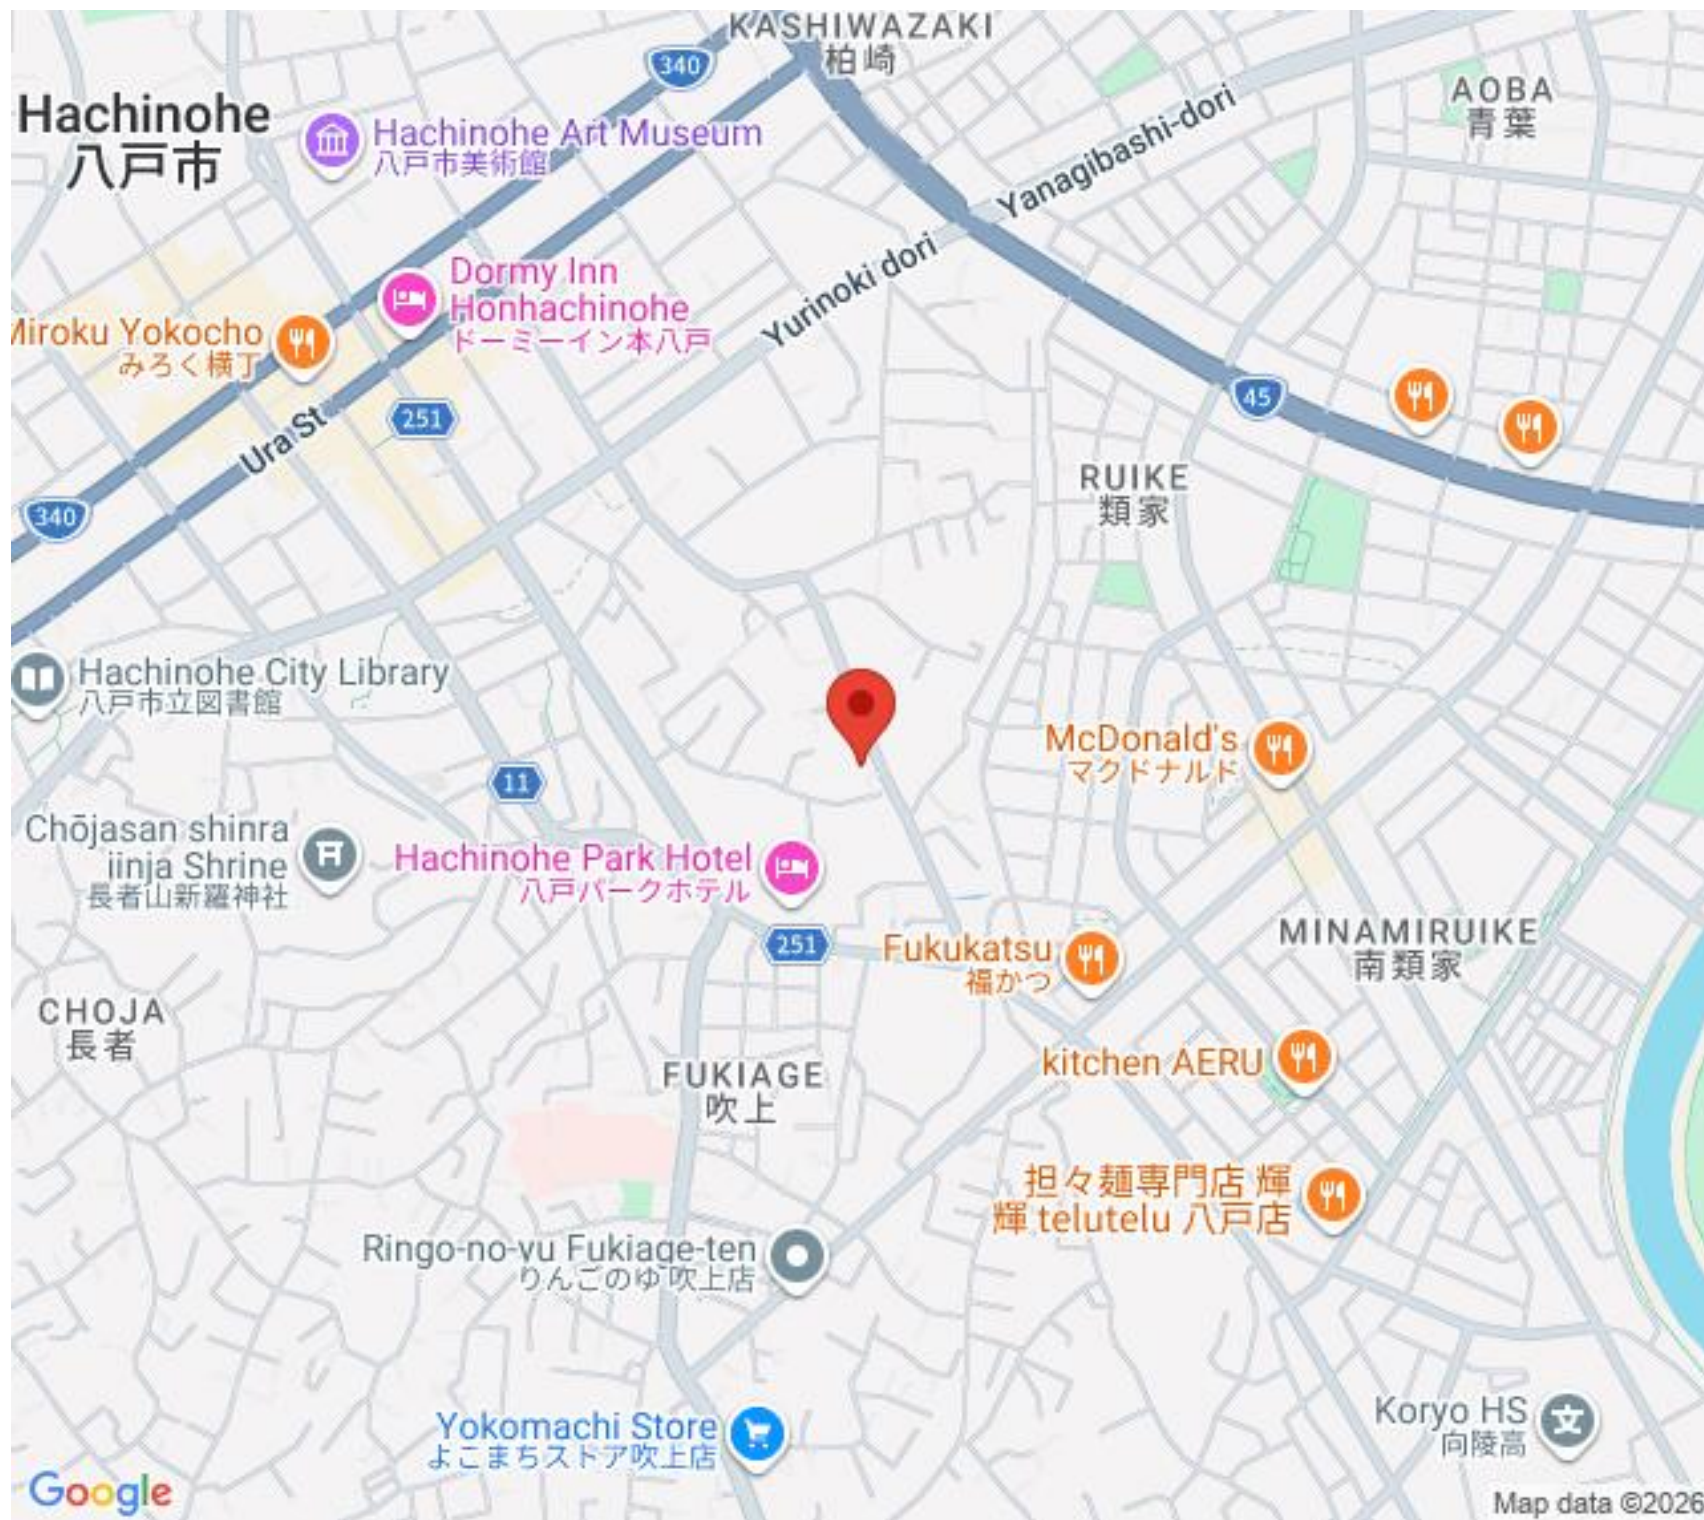 KASHIWAZAKI
柏崎
340
AOBA
青葉
Hachinohe
八戸市
Hachinohe Art Museum
八戸市美術館
Yanagibashi-dori
Yurinoki dori
Dormy Inn
Honhachinohe
ドーミーイン本八戸
Miroku Yokocho
みろく横丁
251
45
Ura St
RUIKE
類家
340
Hachinohe City Library
八戸市立図書館
McDonald's
マクドナルド
11
Chōjasan shinra
iinja Shrine
長者山新羅神社
Hachinohe Park Hotel
八戸パークホテル
251
Fukukatsu
福かつ
MINAMIRUIKE
南類家
CHOJA
長者
kitchen AERU
FUKIAGE
吹上
担々麺専門店 輝
輝 telutelu 八戸店
Ringo-no-yu Fukiage-ten
りんごのゆ 吹上店
Koryo HS
向陵高
Yokomachi Store
よこまちストア吹上店
Google
Map data ©2026